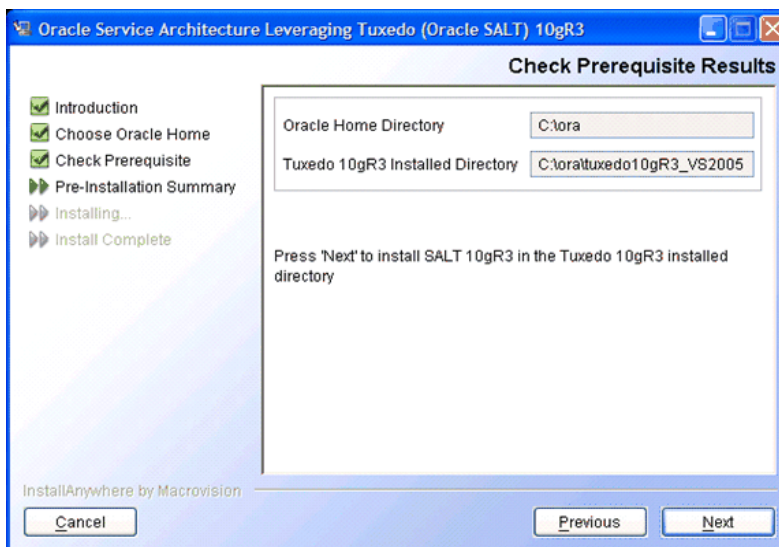 Oracle Service Architecture Leveraging Tuxedo (Oracle SALT) 10gR3
Check Prerequisite Results
Introduction
Choose Oracle Home
Check Prerequisite
Pre-Installation Summary
Installing...
Install Complete
Oracle Home Directory C:\ora
Tuxedo 10gR3 Installed Directory C:\ora\tuxedo10gR3_VS2005
Press 'Next' to install SALT 10gR3 in the Tuxedo 10gR3 installed
directory
InstallAnywhere by Macrovision
Cancel Previous Next